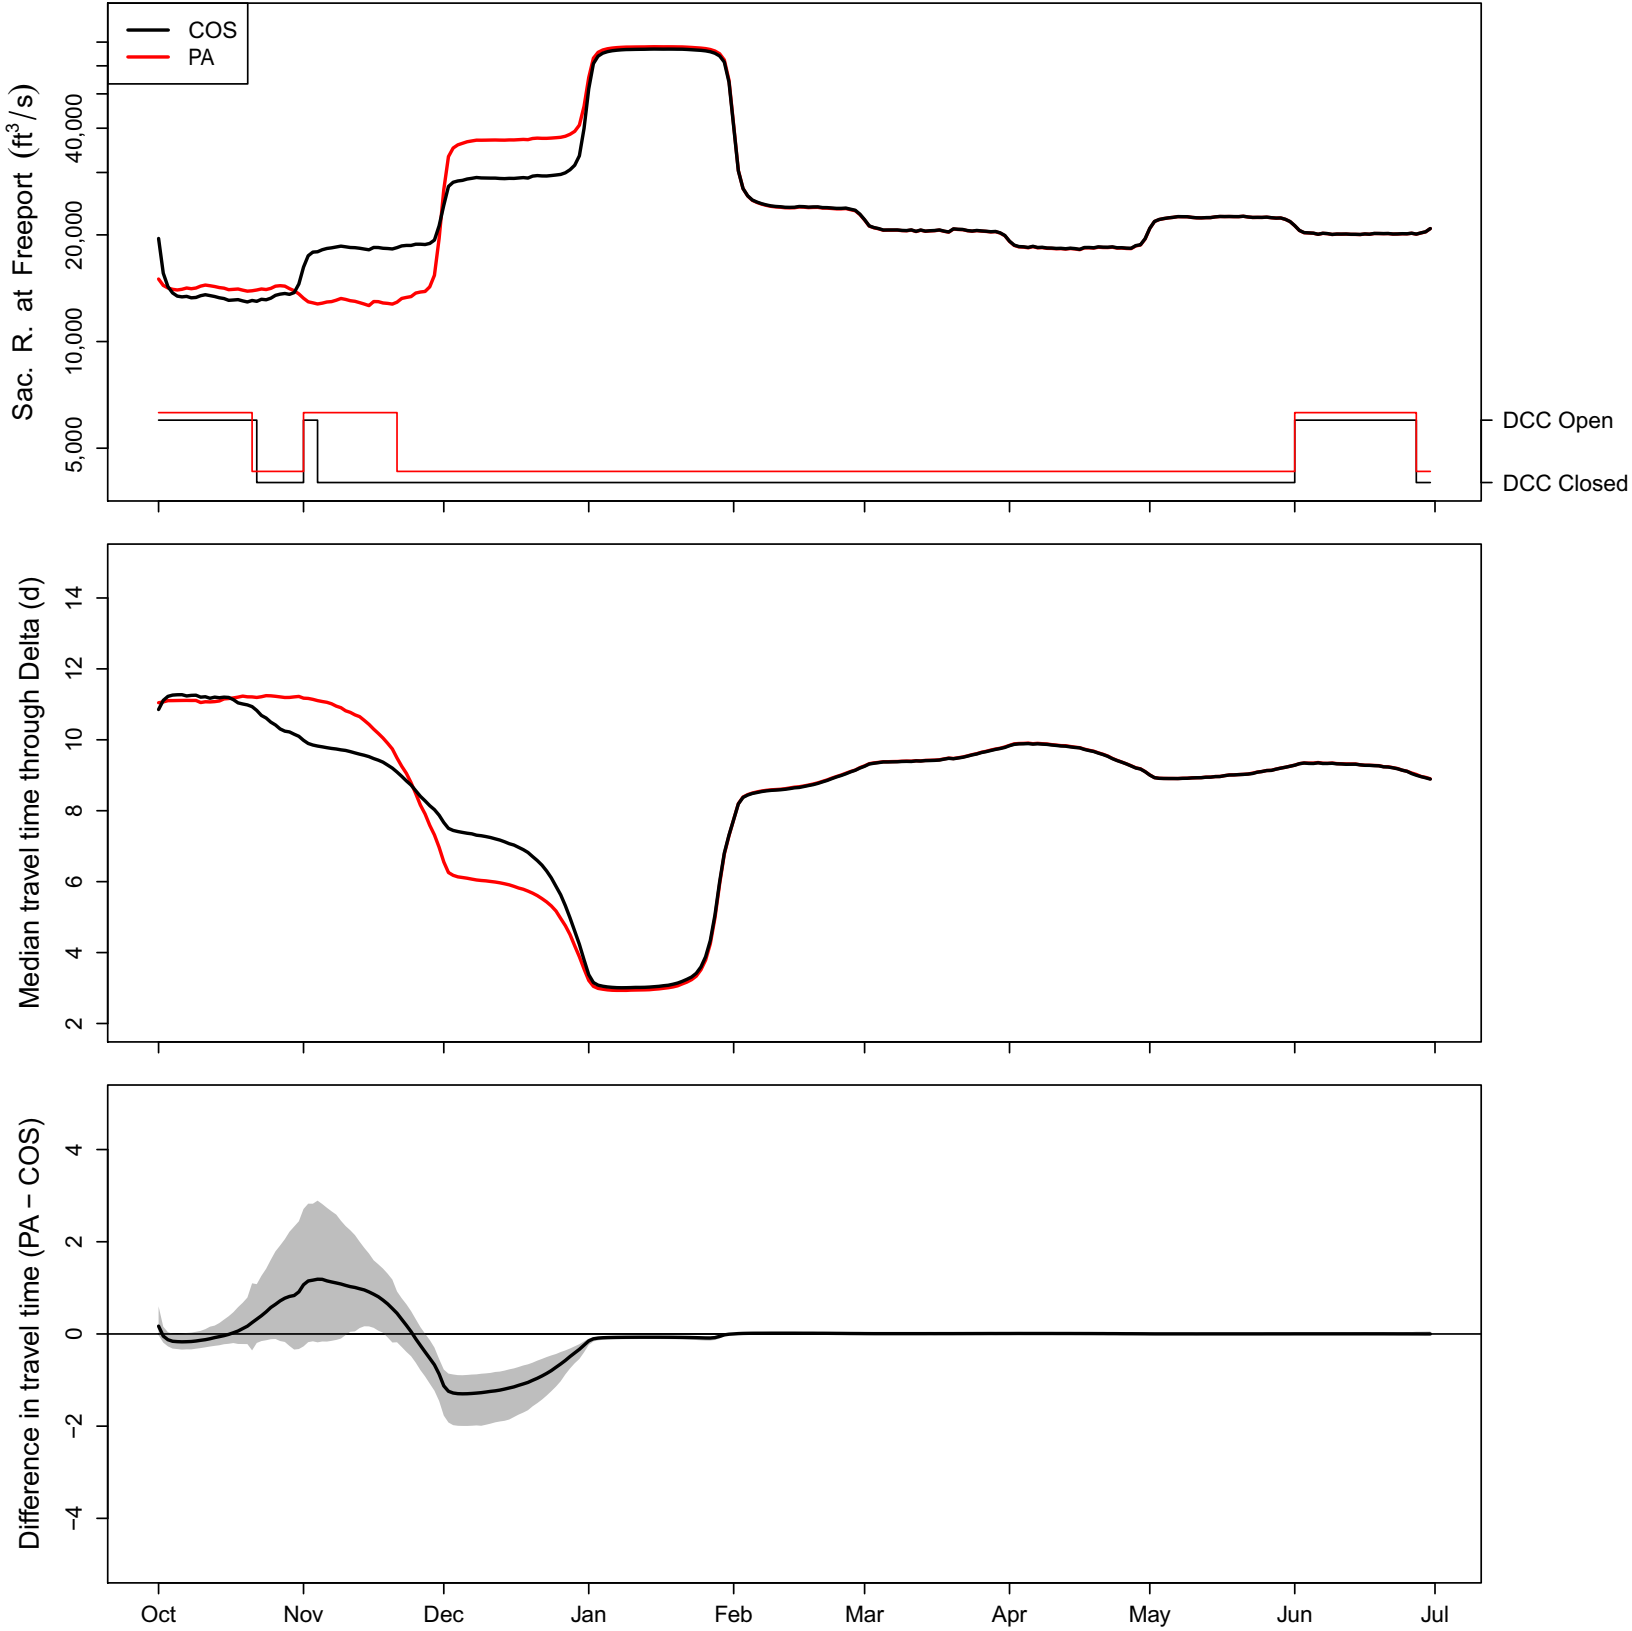 COS
PA
Sac. R. at Freeport (ft³/s)
40,000
20,000
10,000
5,000
DCC Open
DCC Closed
Median travel time through Delta (d)
14
12
10
8
6
4
2
Difference in travel time (PA − COS)
4
2
0
−2
−4
Oct Nov Dec Jan Feb Mar Apr May Jun Jul